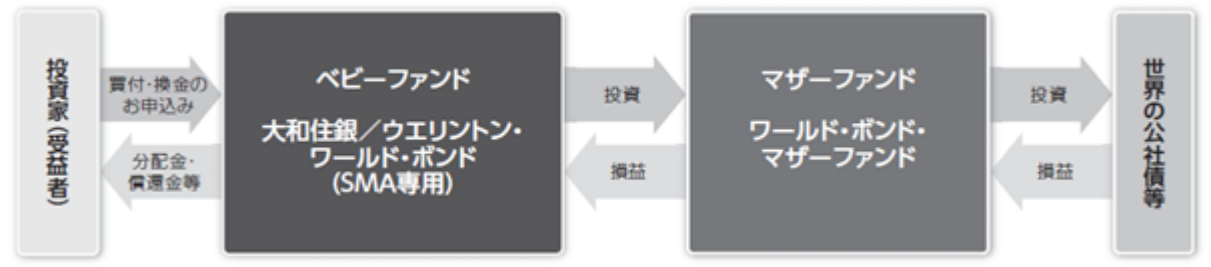 投資家（受益者）
買付・換金の
お申込み
分配金・
償還金等
ベビーファンド
大和住銀／ウエリントン・
ワールド・ボンド
(SMA専用)
投資
損益
マザーファンド
ワールド・ボンド・
マザーファンド
投資
損益
世界の公社債等